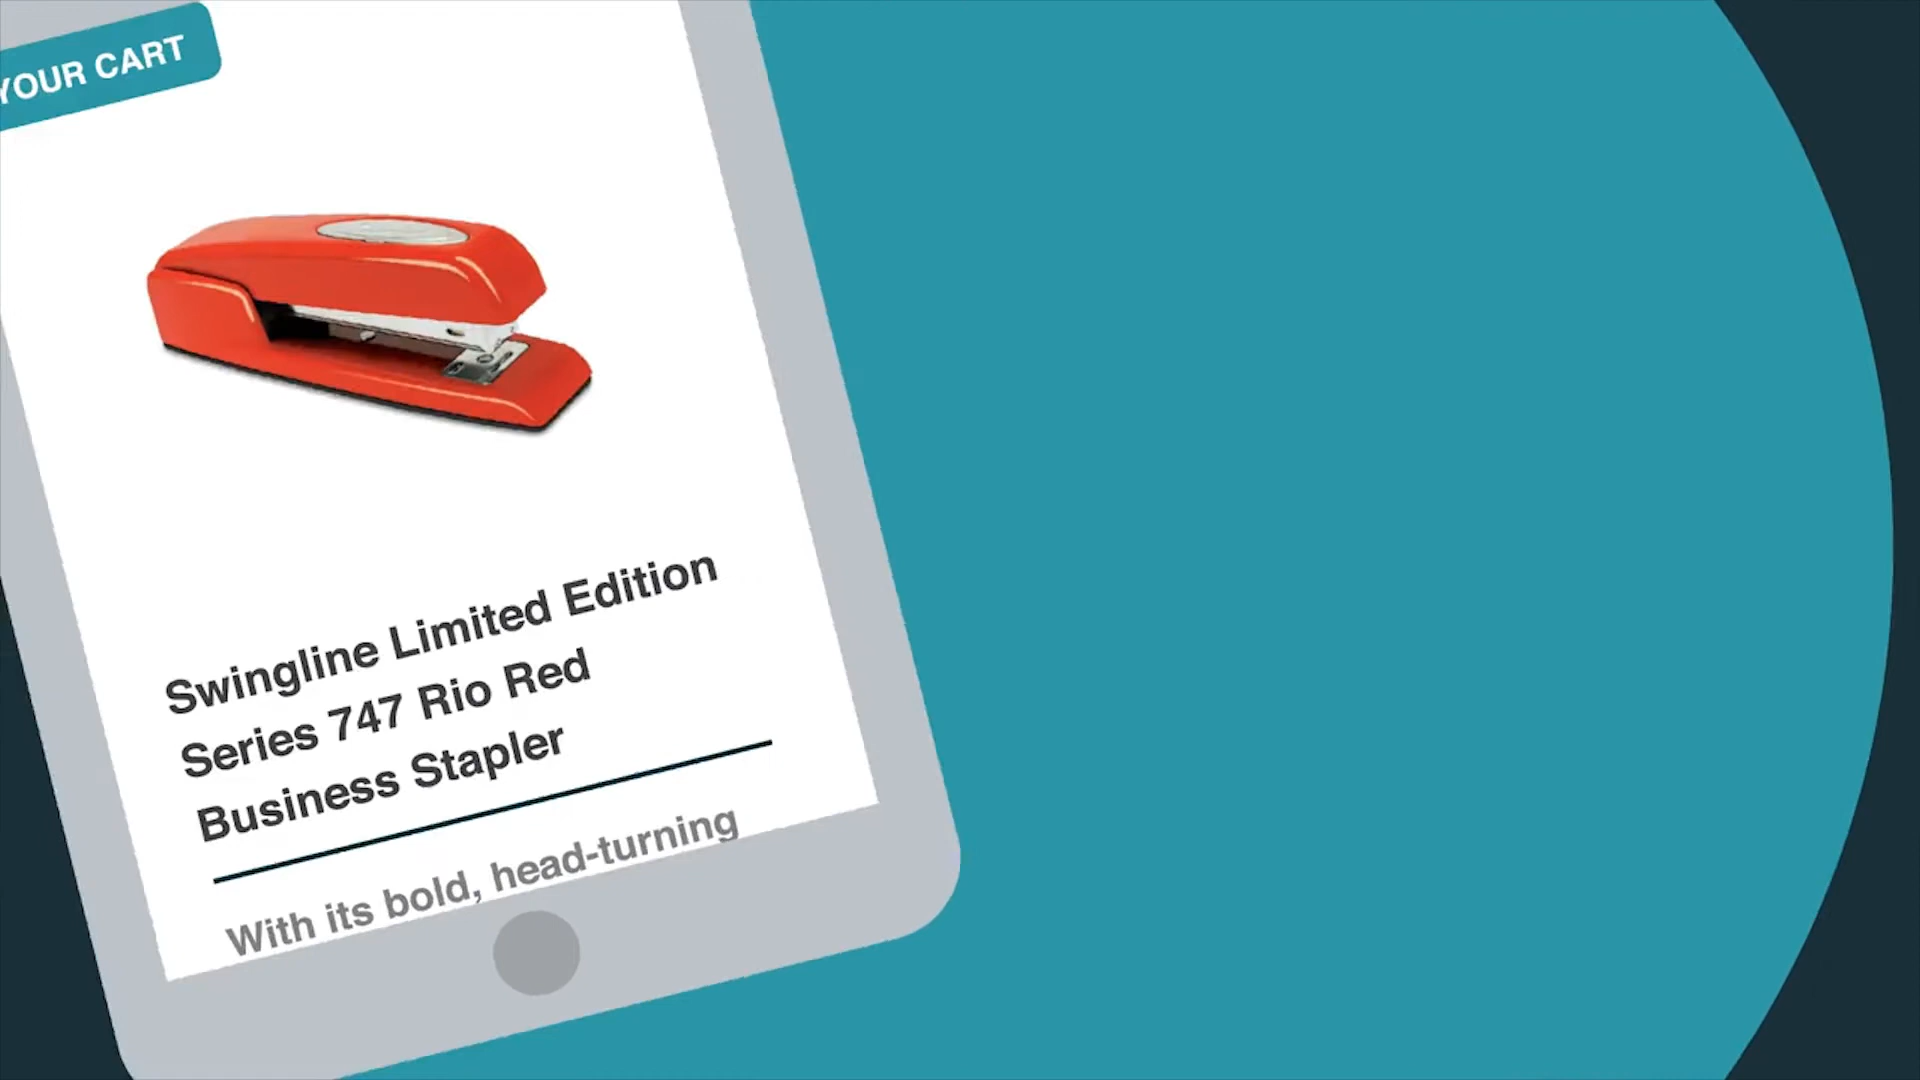 YOUR CART
Swingline Limited Edition
Series 747 Rio Red
Business Stapler
With its bold, head-turning